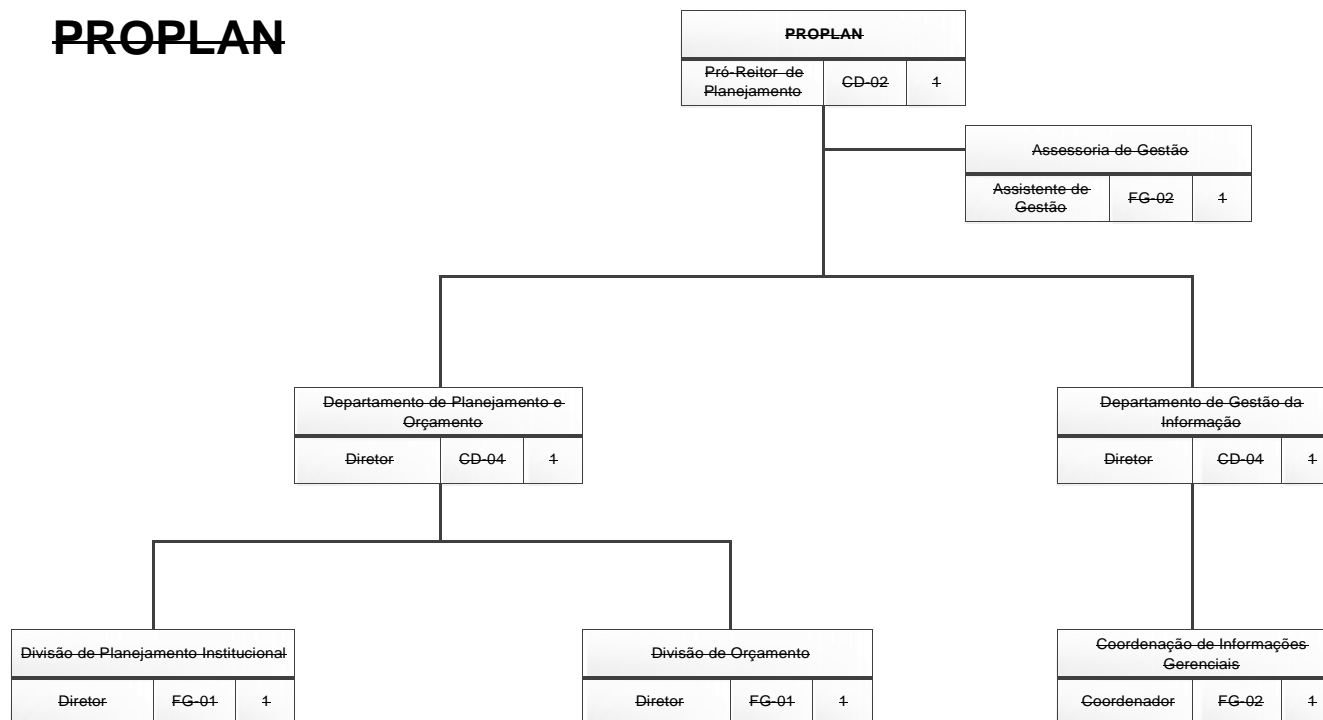 PROPLAN
PROPLAN
Pró-Reitor de
Planejamento
CD-02
1
Assessoria de Gestão
Assistente de
Gestão
FG-02
1
Departamento de Planejamento e
Orçamento
Diretor
CD-04
1
Departamento de Gestão da
Informação
Diretor
CD-04
1
Divisão de Planejamento Institucional
Diretor
FG-01
1
Divisão de Orçamento
Diretor
FG-01
1
Coordenação de Informações
Gerenciais
Coordenador
FG-02
1